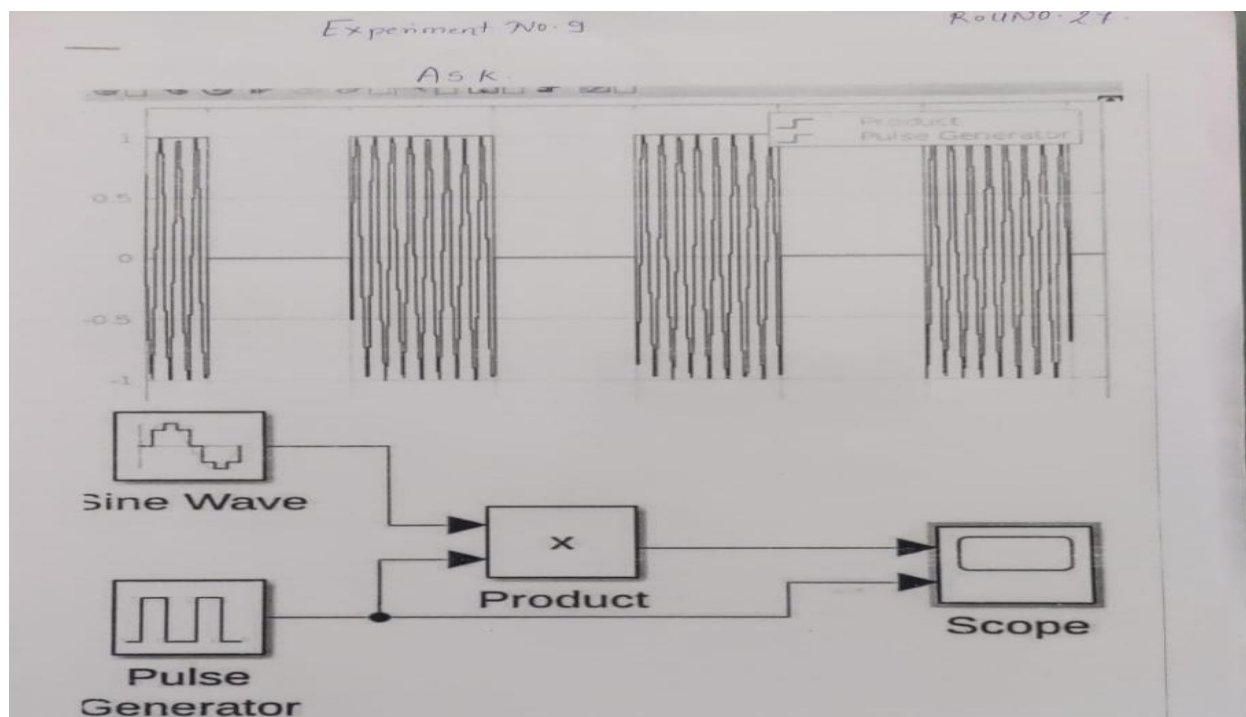 Experiment No. 9
Roll No. 27.
ASK.
Product
Pulse Generator
1
0.5
0
-0.5
-1
Sine Wave
x
Product
Scope
Pulse
Generator